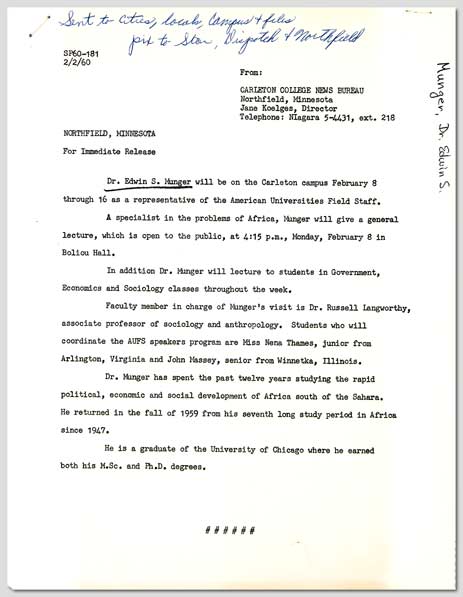 Sent to Cities, locals, Campus & files
pix to Star, Dispatch & Northfield
SP60-181
2/2/60
From:
CARLETON COLLEGE NEWS BUREAU
Northfield, Minnesota
Jane Koelges, Director
Telephone: NIagara 5-4431, ext. 218
Munger, Dr. Edwin S.
NORTHFIELD, MINNESOTA
For Immediate Release
Dr. Edwin S. Munger will be on the Carleton campus February 8
through 16 as a representative of the American Universities Field Staff.
A specialist in the problems of Africa, Munger will give a general
lecture, which is open to the public, at 4:15 p.m., Monday, February 8 in
Boliou Hall.
In addition Dr. Munger will lecture to students in Government,
Economics and Sociology classes throughout the week.
Faculty member in charge of Munger's visit is Dr. Russell Langworthy,
associate professor of sociology and anthropology. Students who will
coordinate the AUFS speakers program are Miss Nena Thames, junior from
Arlington, Virginia and John Massey, senior from Winnetka, Illinois.
Dr. Munger has spent the past twelve years studying the rapid
political, economic and social development of Africa south of the Sahara.
He returned in the fall of 1959 from his seventh long study period in Africa
since 1947.
He is a graduate of the University of Chicago where he earned
both his M.Sc. and Ph.D. degrees.
######